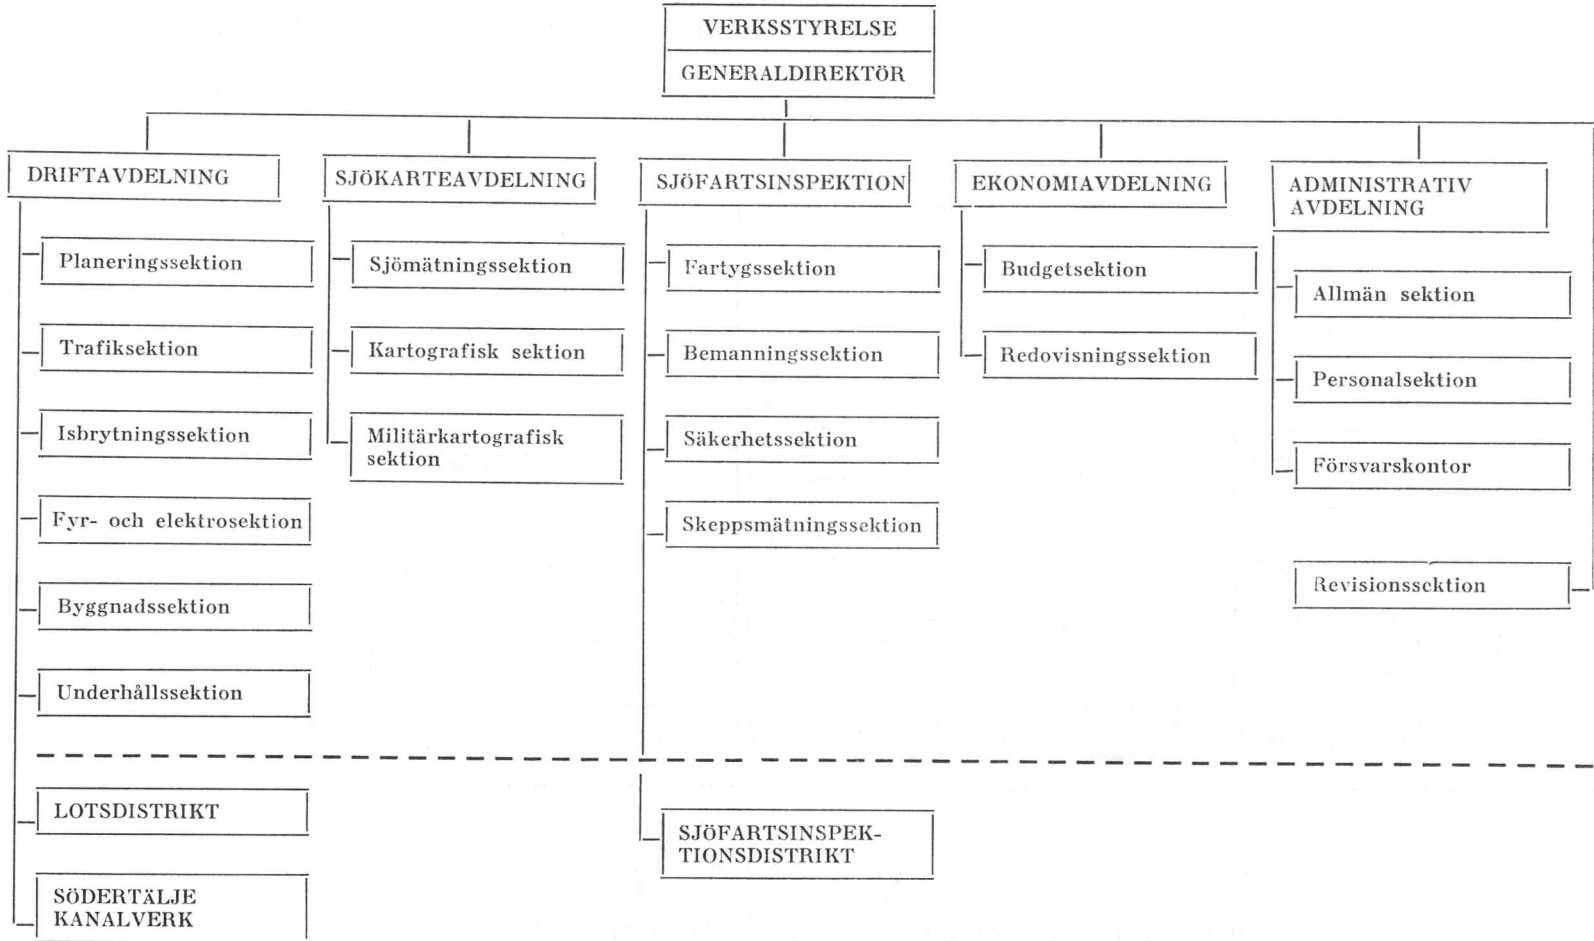 VERKSSTYRELSE
GENERALDIREKTÖR
DRIFTAVDELNING
Planeringssektion
Trafiksektion
Isbrytningssektion
Fyr- och elektrosektion
Byggnadssektion
Underhållssektion
LOTSDISTRIKT
SÖDERTÄLJE
KANALVERK
SJÖKARTEAVDELNING
Sjömätningssektion
Kartografisk sektion
Militärkartografisk
sektion
SJÖFARTSINSPEKTION
Fartygssektion
Bemanningssektion
Säkerhetssektion
Skeppsmätningssektion
SJÖFARTSINSPEK-
TIONSDISTRIKT
EKONOMIAVDELNING
Budgetsektion
Redovisningssektion
ADMINISTRATIV
AVDELNING
Allmän sektion
Personalsektion
Försvarskontor
Revisionssektion